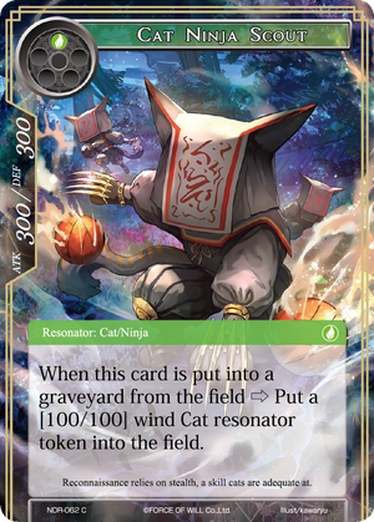 Cat Ninja Scout
ATK 300 / DEF 300
Resonator: Cat/Ninja
When this card is put into a
graveyard from the field ⇨ Put a
[100/100] wind Cat resonator
token into the field.
Reconnaissance relies on stealth, a skill cats are adequate at.
NDR-062 C ©FORCE OF WILL Co.,Ltd. Illust/kawaryu